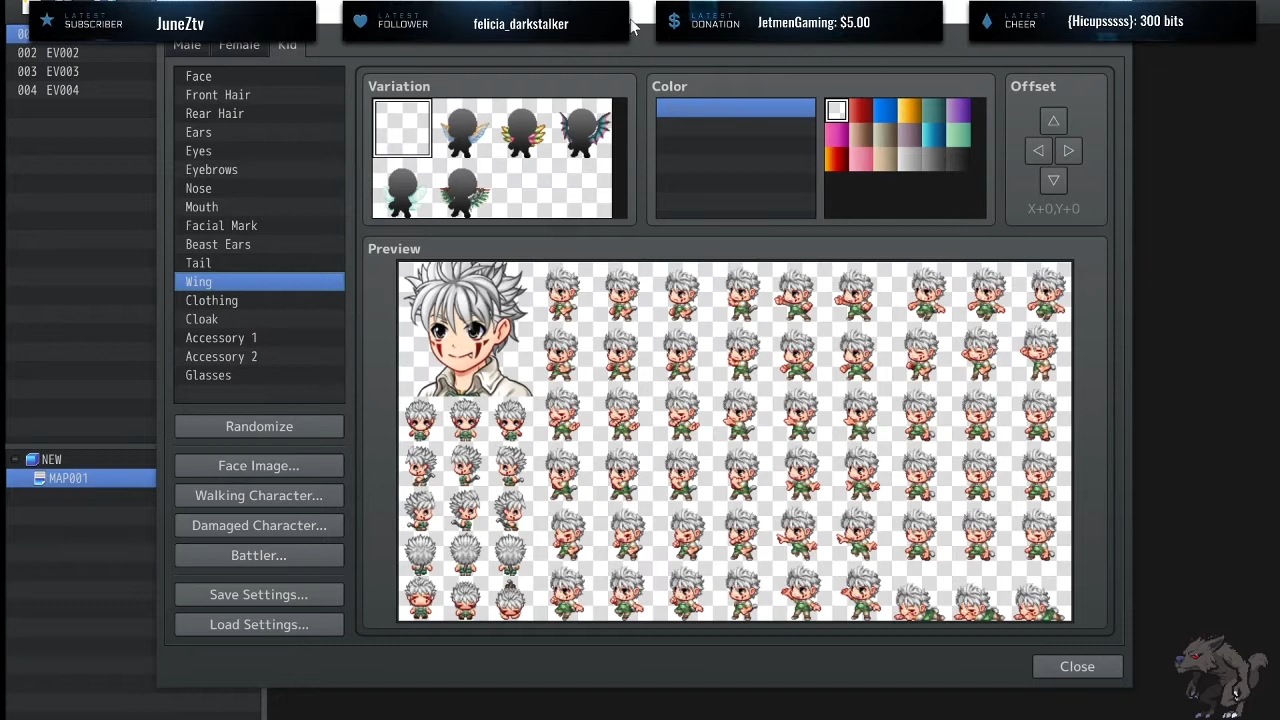 LATEST
SUBSCRIBER
JuneZtv
LATEST
FOLLOWER
felicia_darkstalker
LATEST
DONATION
JetmenGaming: $5.00
LATEST
CHEER
{Hicupsssss}: 300 bits
002 EV002
003 EV003
004 EV004
Male
Female
Kid
Face
Front Hair
Rear Hair
Ears
Eyes
Eyebrows
Nose
Mouth
Facial Mark
Beast Ears
Tail
Wing
Clothing
Cloak
Accessory 1
Accessory 2
Glasses
Randomize
Face Image...
Walking Character...
Damaged Character...
Battler...
Save Settings...
Load Settings...
Variation
Color
Offset
X+0,Y+0
Preview
NEW
MAP001
Close